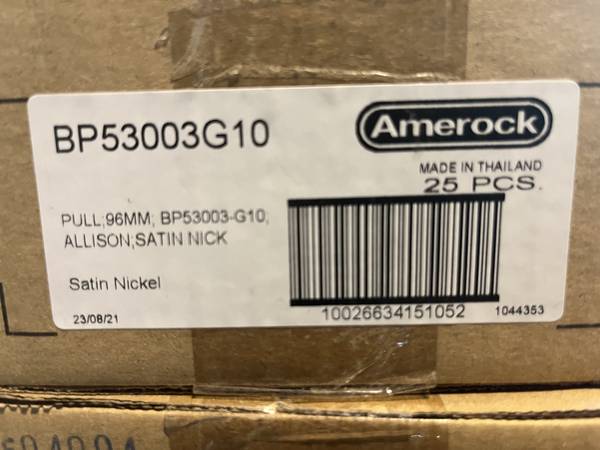 BP53003G10
Amerock
MADE IN THAILAND
25 PCS.
PULL;96MM; BP53003-G10;
ALLISON;SATIN NICK
Satin Nickel
23/08/21
10026634151052
1044353